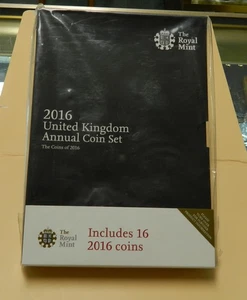 The
Royal
Mint
2016
United Kingdom
Annual Coin Set
The Coins of 2016
The
Royal
Mint
Includes 16
2016 coins